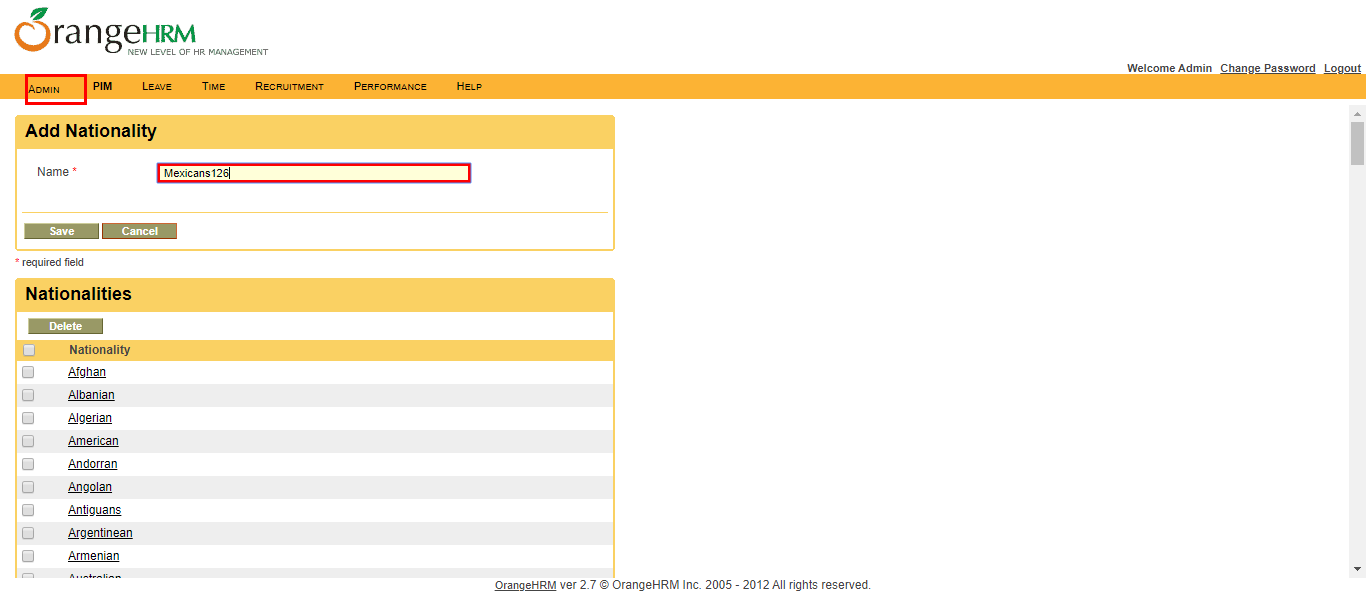 OrangeHRM
NEW LEVEL OF HR MANAGEMENT
Welcome Admin Change Password Logout
ADMIN PIM LEAVE TIME RECRUITMENT PERFORMANCE HELP
Add Nationality
Name * Mexicans126
Save Cancel
* required field
Nationalities
Delete
Nationality
Afghan
Albanian
Algerian
American
Andorran
Angolan
Antiguans
Argentinean
Armenian
Australian
OrangeHRM ver 2.7 © OrangeHRM Inc. 2005 - 2012 All rights reserved.